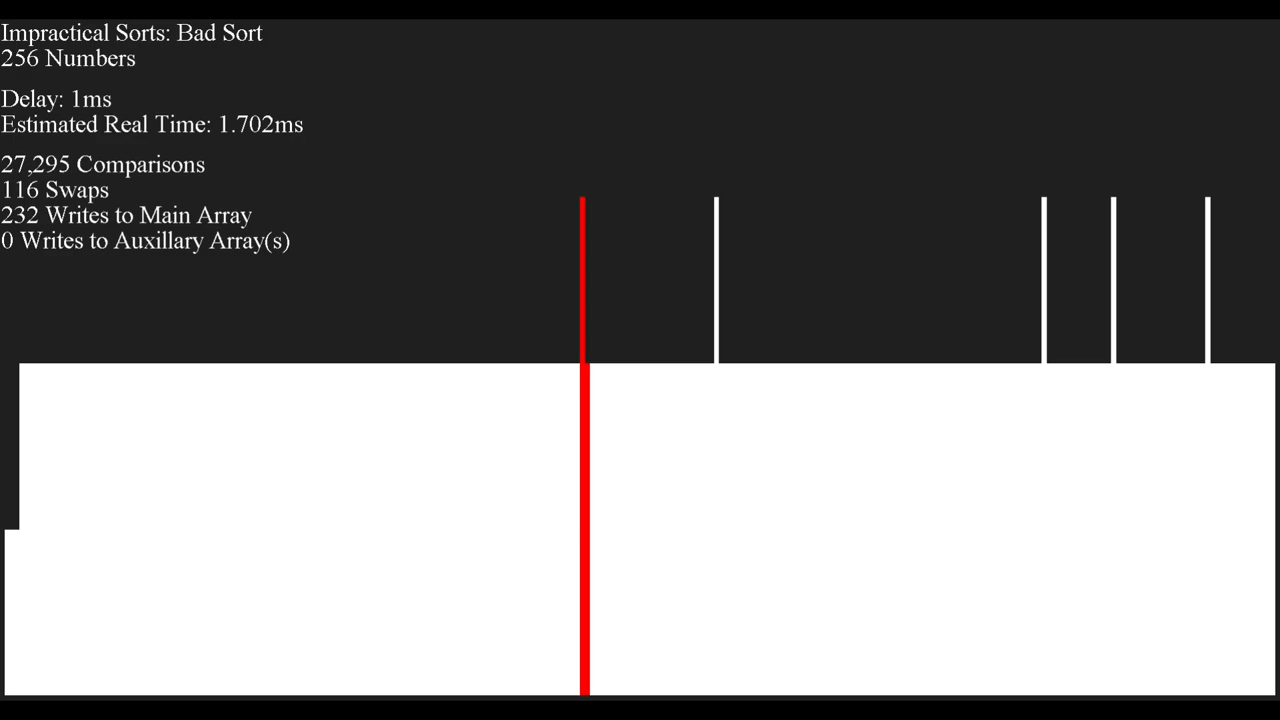 Impractical Sorts: Bad Sort
256 Numbers
Delay: 1ms
Estimated Real Time: 1.702ms
27,295 Comparisons
116 Swaps
232 Writes to Main Array
0 Writes to Auxillary Array(s)